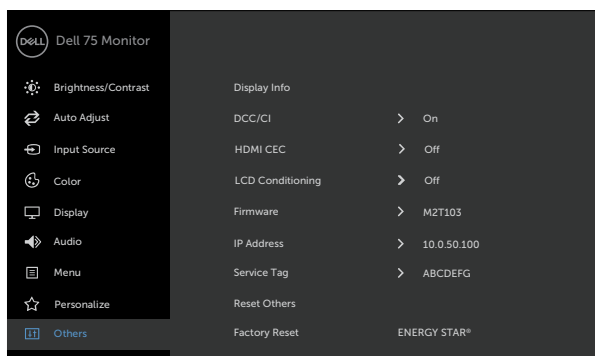 DELL Dell 75 Monitor
Brightness/Contrast Display Info
Auto Adjust DCC/CI On
Input Source HDMI CEC Off
Color LCD Conditioning Off
Display Firmware M2T103
Audio IP Address 10.0.50.100
Menu Service Tag ABCDEFG
Personalize Reset Others
Others Factory Reset ENERGY STAR®